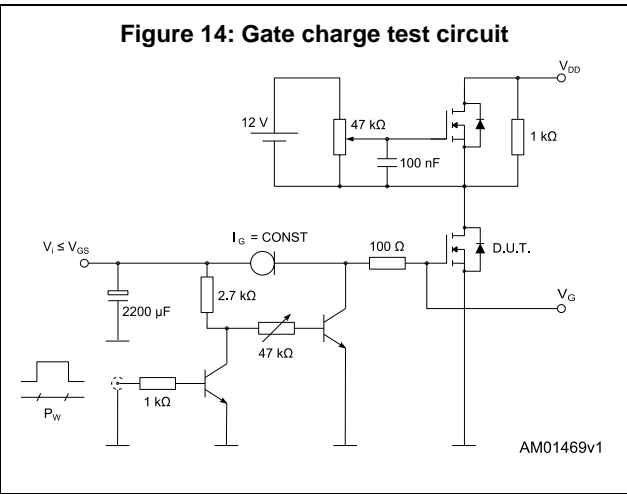 Figure 14: Gate charge test circuit
V_DD
12 V
47 kΩ
1 kΩ
100 nF
V_i ≤ V_GS
I_G = CONST
100 Ω
D.U.T.
2.7 kΩ
2200 μF
V_G
47 kΩ
1 kΩ
P_W
AM01469v1